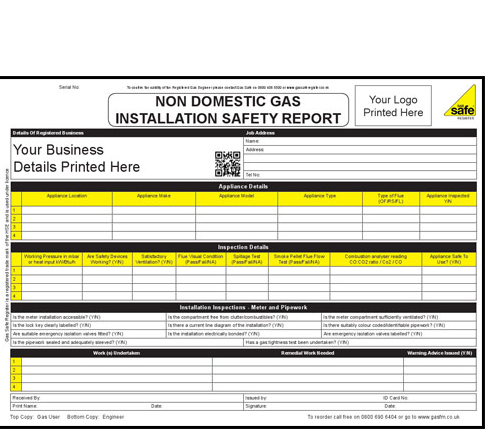 Serial No:
To confirm the validity of the Registered Gas Engineer please contact Gas Safe on 0800 408 5500 or www.gassaferegister.co.uk
NON DOMESTIC GAS
INSTALLATION SAFETY REPORT
Your Logo
Printed Here
gas
safe
REGISTER
Details Of Registered Business
Job Address
Your Business
Details Printed Here
Name:
Address:
Tel No:
Appliance Details
Appliance Location Appliance Make Appliance Model Appliance Type Type of Flue (OF/RS/FL) Appliance Inspected Y/N
1
2
3
4
Inspection Details
Working Pressure in mbar or heat input kW/Btu/h Are Safety Devices Working? (Y/N) Satisfactory Ventilation? (Y/N) Flue Visual Condition (Pass/Fail/NA) Spillage Test (Pass/Fail/NA) Smoke Pellet Flue Flow Test (Pass/Fail/NA) Combustion analyser reading CO:CO2 ratio / Co2 / CO Appliance Safe To Use? (Y/N)
1
2
3
4
Installation Inspections - Meter and Pipework
Is the meter installation accessible? (Y/N) Is the compartment free from clutter/combustibles? (Y/N) Is the meter compartment sufficiently ventilated? (Y/N)
Is the lock key clearly labelled? (Y/N) Is there a current line diagram of the installation? (Y/N) Is there suitably colour coded/identifiable pipework? (Y/N)
Are suitable emergency isolation valves fitted? (Y/N) Is the installation electrically bonded? (Y/N) Are emergency isolation valves labelled? (Y/N)
Is the pipework sealed and adequately sleeved? (Y/N) Has a gas tightness test been undertaken? (Y/N)
Work (s) Undertaken Remedial Work Needed Warning Advice Issued (Y/N)
1
2
3
4
Received By: Issued by: ID Card No:
Print Name: Date: Signature: Date:
Top Copy: Gas User Bottom Copy: Engineer To reorder call free on 0800 690 6404 or go to www.gasfm.co.uk
Gas Safe Register is a registered trade mark of the HSE and is used under licence